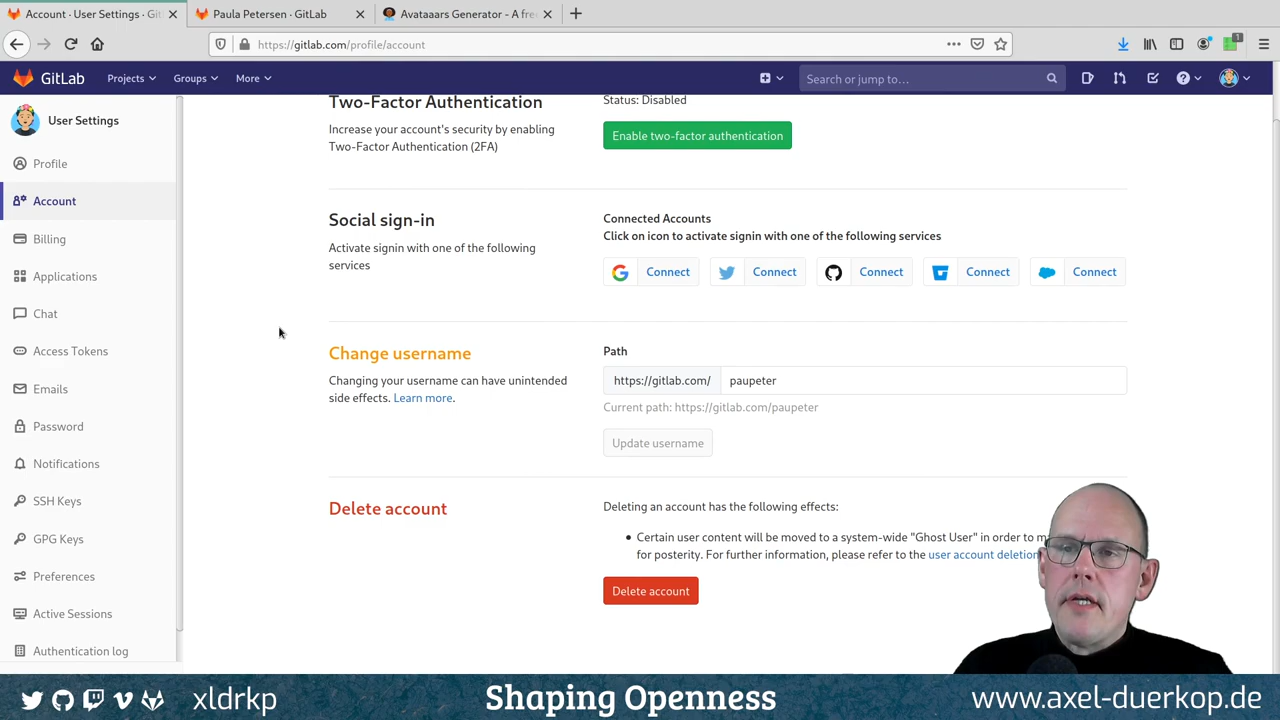 Account · User Settings · Git
Paula Petersen · GitLab
Avataaars Generator - A fre
https://gitlab.com/profile/account
1
GitLab
Projects
Groups
More
Search or jump to…
User Settings
Profile
Account
Billing
Applications
Chat
Access Tokens
Emails
Password
Notifications
SSH Keys
GPG Keys
Preferences
Active Sessions
Authentication log
Two-Factor Authentication
Increase your account's security by enabling
Two-Factor Authentication (2FA)
Status: Disabled
Enable two-factor authentication
Social sign-in
Activate signin with one of the following
services
Connected Accounts
Click on icon to activate signin with one of the following services
Connect
Connect
Connect
Connect
Connect
Change username
Changing your username can have unintended
side effects. Learn more.
Path
https://gitlab.com/ paupeter
Current path: https://gitlab.com/paupeter
Update username
Delete account
Deleting an account has the following effects:
Certain user content will be moved to a system-wide "Ghost User" in order to
for posterity. For further information, please refer to the user account deletion
Delete account
xldrkp
Shaping Openness
www.axel-duerkop.de